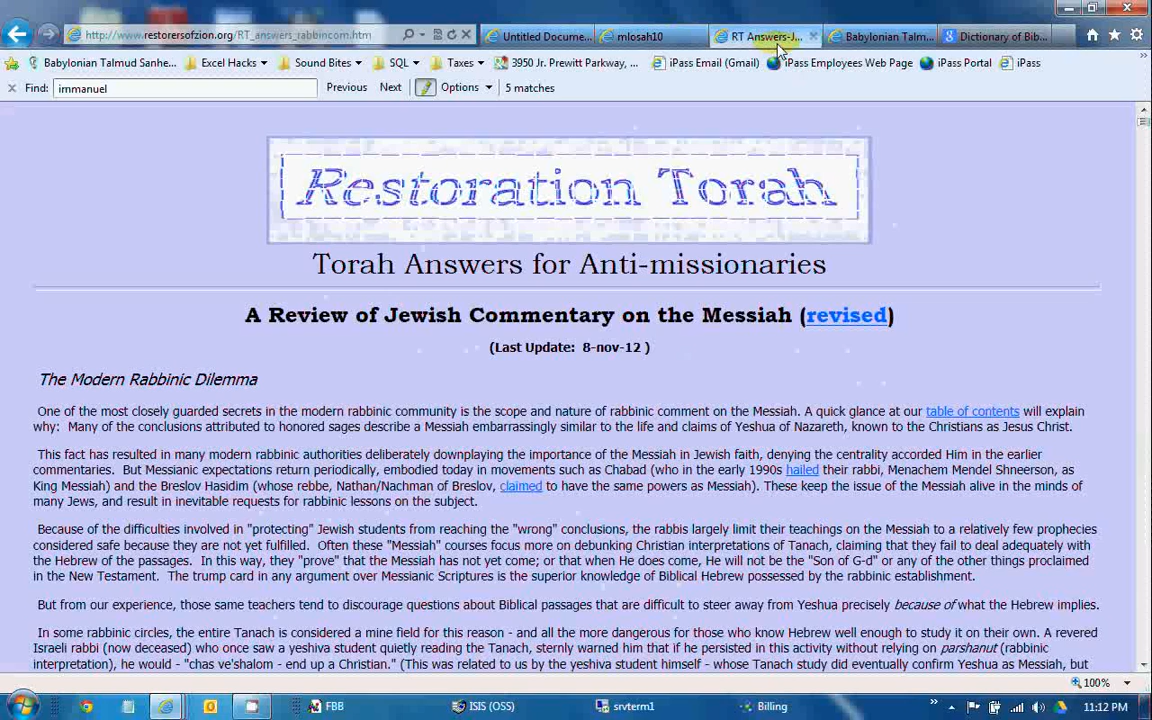 http://www.restorersofzion.org/RT_answers_rabbincom.htm
Untitled Docume...
mlosah10
RT Answers-J...
Babylonian Talm...
Dictionary of Bib...
Babylonian Talmud Sanhe...
Excel Hacks
Sound Bites
SQL
Taxes
3950 Jr. Prewitt Parkway, ...
iPass Email (Gmail)
iPass Employees Web Page
iPass Portal
iPass
Find: immanuel
Previous
Next
Options
5 matches
Restoration Torah
Torah Answers for Anti-missionaries
A Review of Jewish Commentary on the Messiah (revised)
(Last Update: 8-nov-12 )
The Modern Rabbinic Dilemma
One of the most closely guarded secrets in the modern rabbinic community is the scope and nature of rabbinic comment on the Messiah. A quick glance at our table of contents will explain
why: Many of the conclusions attributed to honored sages describe a Messiah embarrassingly similar to the life and claims of Yeshua of Nazareth, known to the Christians as Jesus Christ.
This fact has resulted in many modern rabbinic authorities deliberately downplaying the importance of the Messiah in Jewish faith, denying the centrality accorded Him in the earlier
commentaries. But Messianic expectations return periodically, embodied today in movements such as Chabad (who in the early 1990s hailed their rabbi, Menachem Mendel Shneerson, as
King Messiah) and the Breslov Hasidim (whose rebbe, Nathan/Nachman of Breslov, claimed to have the same powers as Messiah). These keep the issue of the Messiah alive in the minds of
many Jews, and result in inevitable requests for rabbinic lessons on the subject.
Because of the difficulties involved in "protecting" Jewish students from reaching the "wrong" conclusions, the rabbis largely limit their teachings on the Messiah to a relatively few prophecies
considered safe because they are not yet fulfilled. Often these "Messiah" courses focus more on debunking Christian interpretations of Tanach, claiming that they fail to deal adequately with
the Hebrew of the passages. In this way, they "prove" that the Messiah has not yet come; or that when He does come, He will not be the "Son of G-d" or any of the other things proclaimed
in the New Testament. The trump card in any argument over Messianic Scriptures is the superior knowledge of Biblical Hebrew possessed by the rabbinic establishment.
But from our experience, those same teachers tend to discourage questions about Biblical passages that are difficult to steer away from Yeshua precisely because of what the Hebrew implies.
In some rabbinic circles, the entire Tanach is considered a mine field for this reason - and all the more dangerous for those who know Hebrew well enough to study it on their own. A revered
Israeli rabbi (now deceased) who once saw a yeshiva student quietly reading the Tanach, sternly warned him that if he persisted in this activity without relying on parshanut (rabbinic
interpretation), he would - "chas ve'shalom - end up a Christian." (This was related to us by the yeshiva student himself - whose Tanach study did eventually confirm Yeshua as Messiah, but
100%
FBB
ISIS (OSS)
srvterm1
Billing
11:12 PM